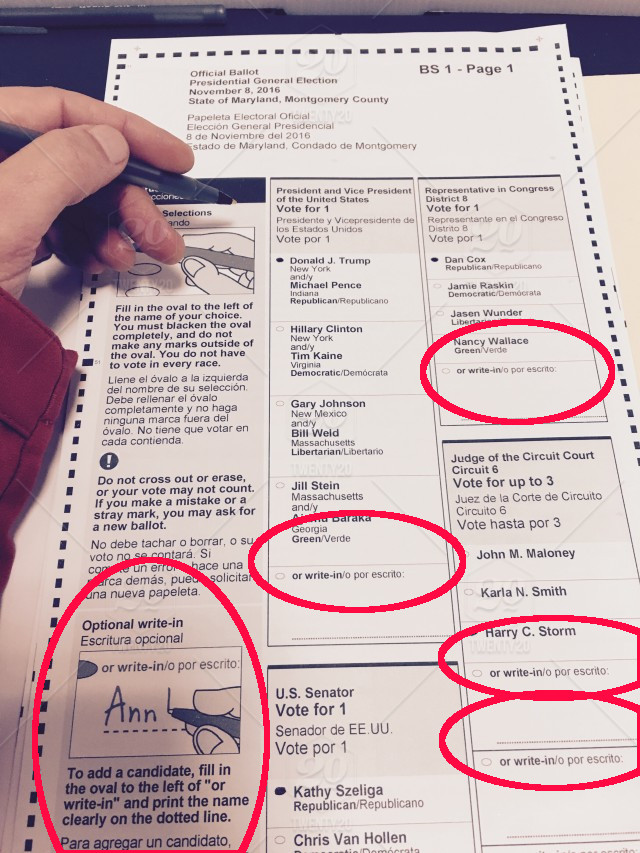 Official Ballot
Presidential General Election
November 8, 2016
State of Maryland, Montgomery County
Papeleta Electoral Oficial
Elección General Presidencial
8 de Noviembre del 2016
Estado de Maryland, Condado de Montgomery
BS 1 - Page 1
Selections
Fill in the oval to the left of
the name of your choice.
You must blacken the oval
completely, and do not
make any marks outside
of the oval. You do not have
to vote in every race.
Llene el óvalo a la izquierda
del nombre de su selección.
Debe rellenar el óvalo
completamente y no haga
ninguna marca fuera del
óvalo. No tiene que votar en
cada contienda.
Do not cross out or erase,
or your vote may not count.
If you make a mistake or a
stray mark, you may ask for
a new ballot.
No debe tachar o borrar, o su
voto no se contará. Si
comete un error o hace una
marca demás, puede solicitar
una nueva papeleta.
Optional write-in
Escritura opcional
or write-in/o por escrito:
Ann
To add a candidate, fill in
the oval to the left of "or
write-in" and print the name
clearly on the dotted line.
Para agregar un candidato,
President and Vice President
of the United States
Vote for 1
Presidente y Vicepresidente de
los Estados Unidos
Vote por 1
Donald J. Trump
New York
and/y
Michael Pence
Indiana
Republican/Republicano
Hillary Clinton
New York
and/y
Tim Kaine
Virginia
Democratic/Demócrata
Gary Johnson
New Mexico
and/y
Bill Weld
Massachusetts
Libertarian/Libertario
Jill Stein
Massachusetts
and/y
Ajamu Baraka
Georgia
Green/Verde
or write-in/o por escrito:
U.S. Senator
Vote for 1
Senador de EE.UU.
Vote por 1
Kathy Szeliga
Republican/Republicano
Chris Van Hollen
Democratic/Demócrata
Representative in Congress
District 8
Vote for 1
Representante en el Congreso
Distrito 8
Vote por 1
Dan Cox
Republican/Republicano
Jamie Raskin
Democratic/Demócrata
Jasen Wunder
Nancy Wallace
Green/Verde
or write-in/o por escrito:
Judge of the Circuit Court
Circuit 6
Vote for up to 3
Juez de la Corte de Circuito
Circuito 6
Vote hasta por 3
John M. Maloney
Karla N. Smith
Harry C. Storm
or write-in/o por escrito:
or write-in/o por escrito:
TWENTY20